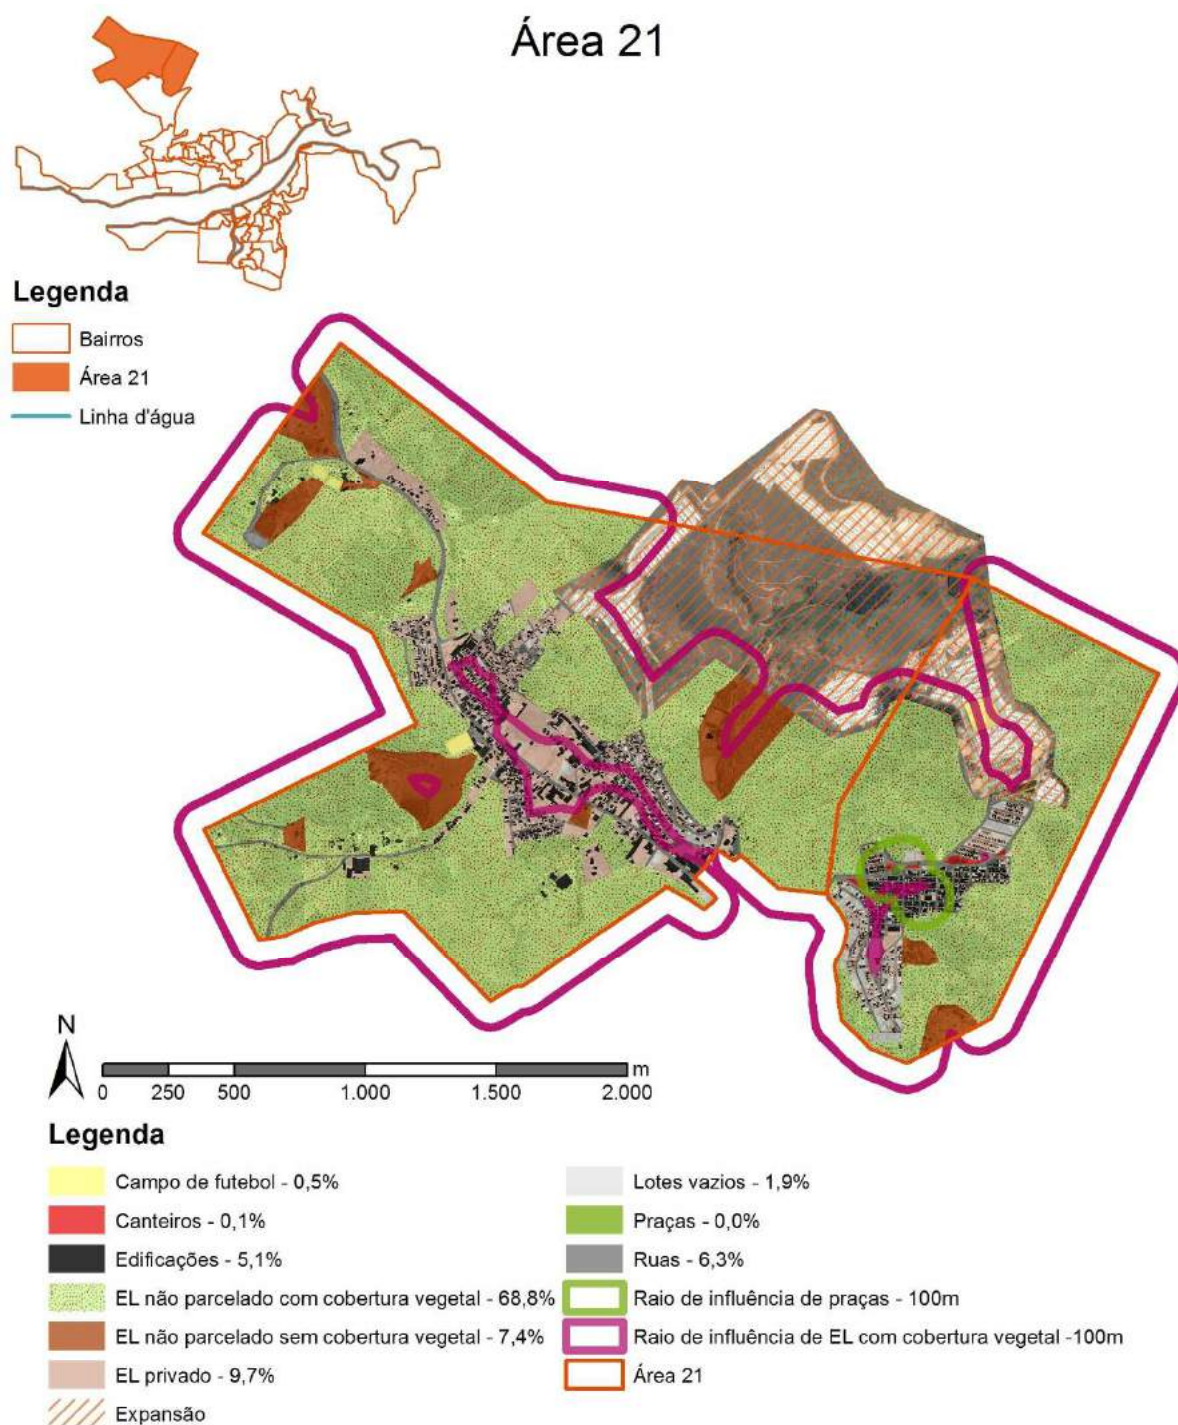 Área 21
Legenda
Bairros
Área 21
Linha d'água
N
m
0 250 500 1.000 1.500 2.000
Legenda
Campo de futebol - 0,5%
Canteiros - 0,1%
Edificações - 5,1%
EL não parcelado com cobertura vegetal - 68,8%
EL não parcelado sem cobertura vegetal - 7,4%
EL privado - 9,7%
Expansão
Lotes vazios - 1,9%
Praças - 0,0%
Ruas - 6,3%
Raio de influência de praças - 100m
Raio de influência de EL com cobertura vegetal -100m
Área 21